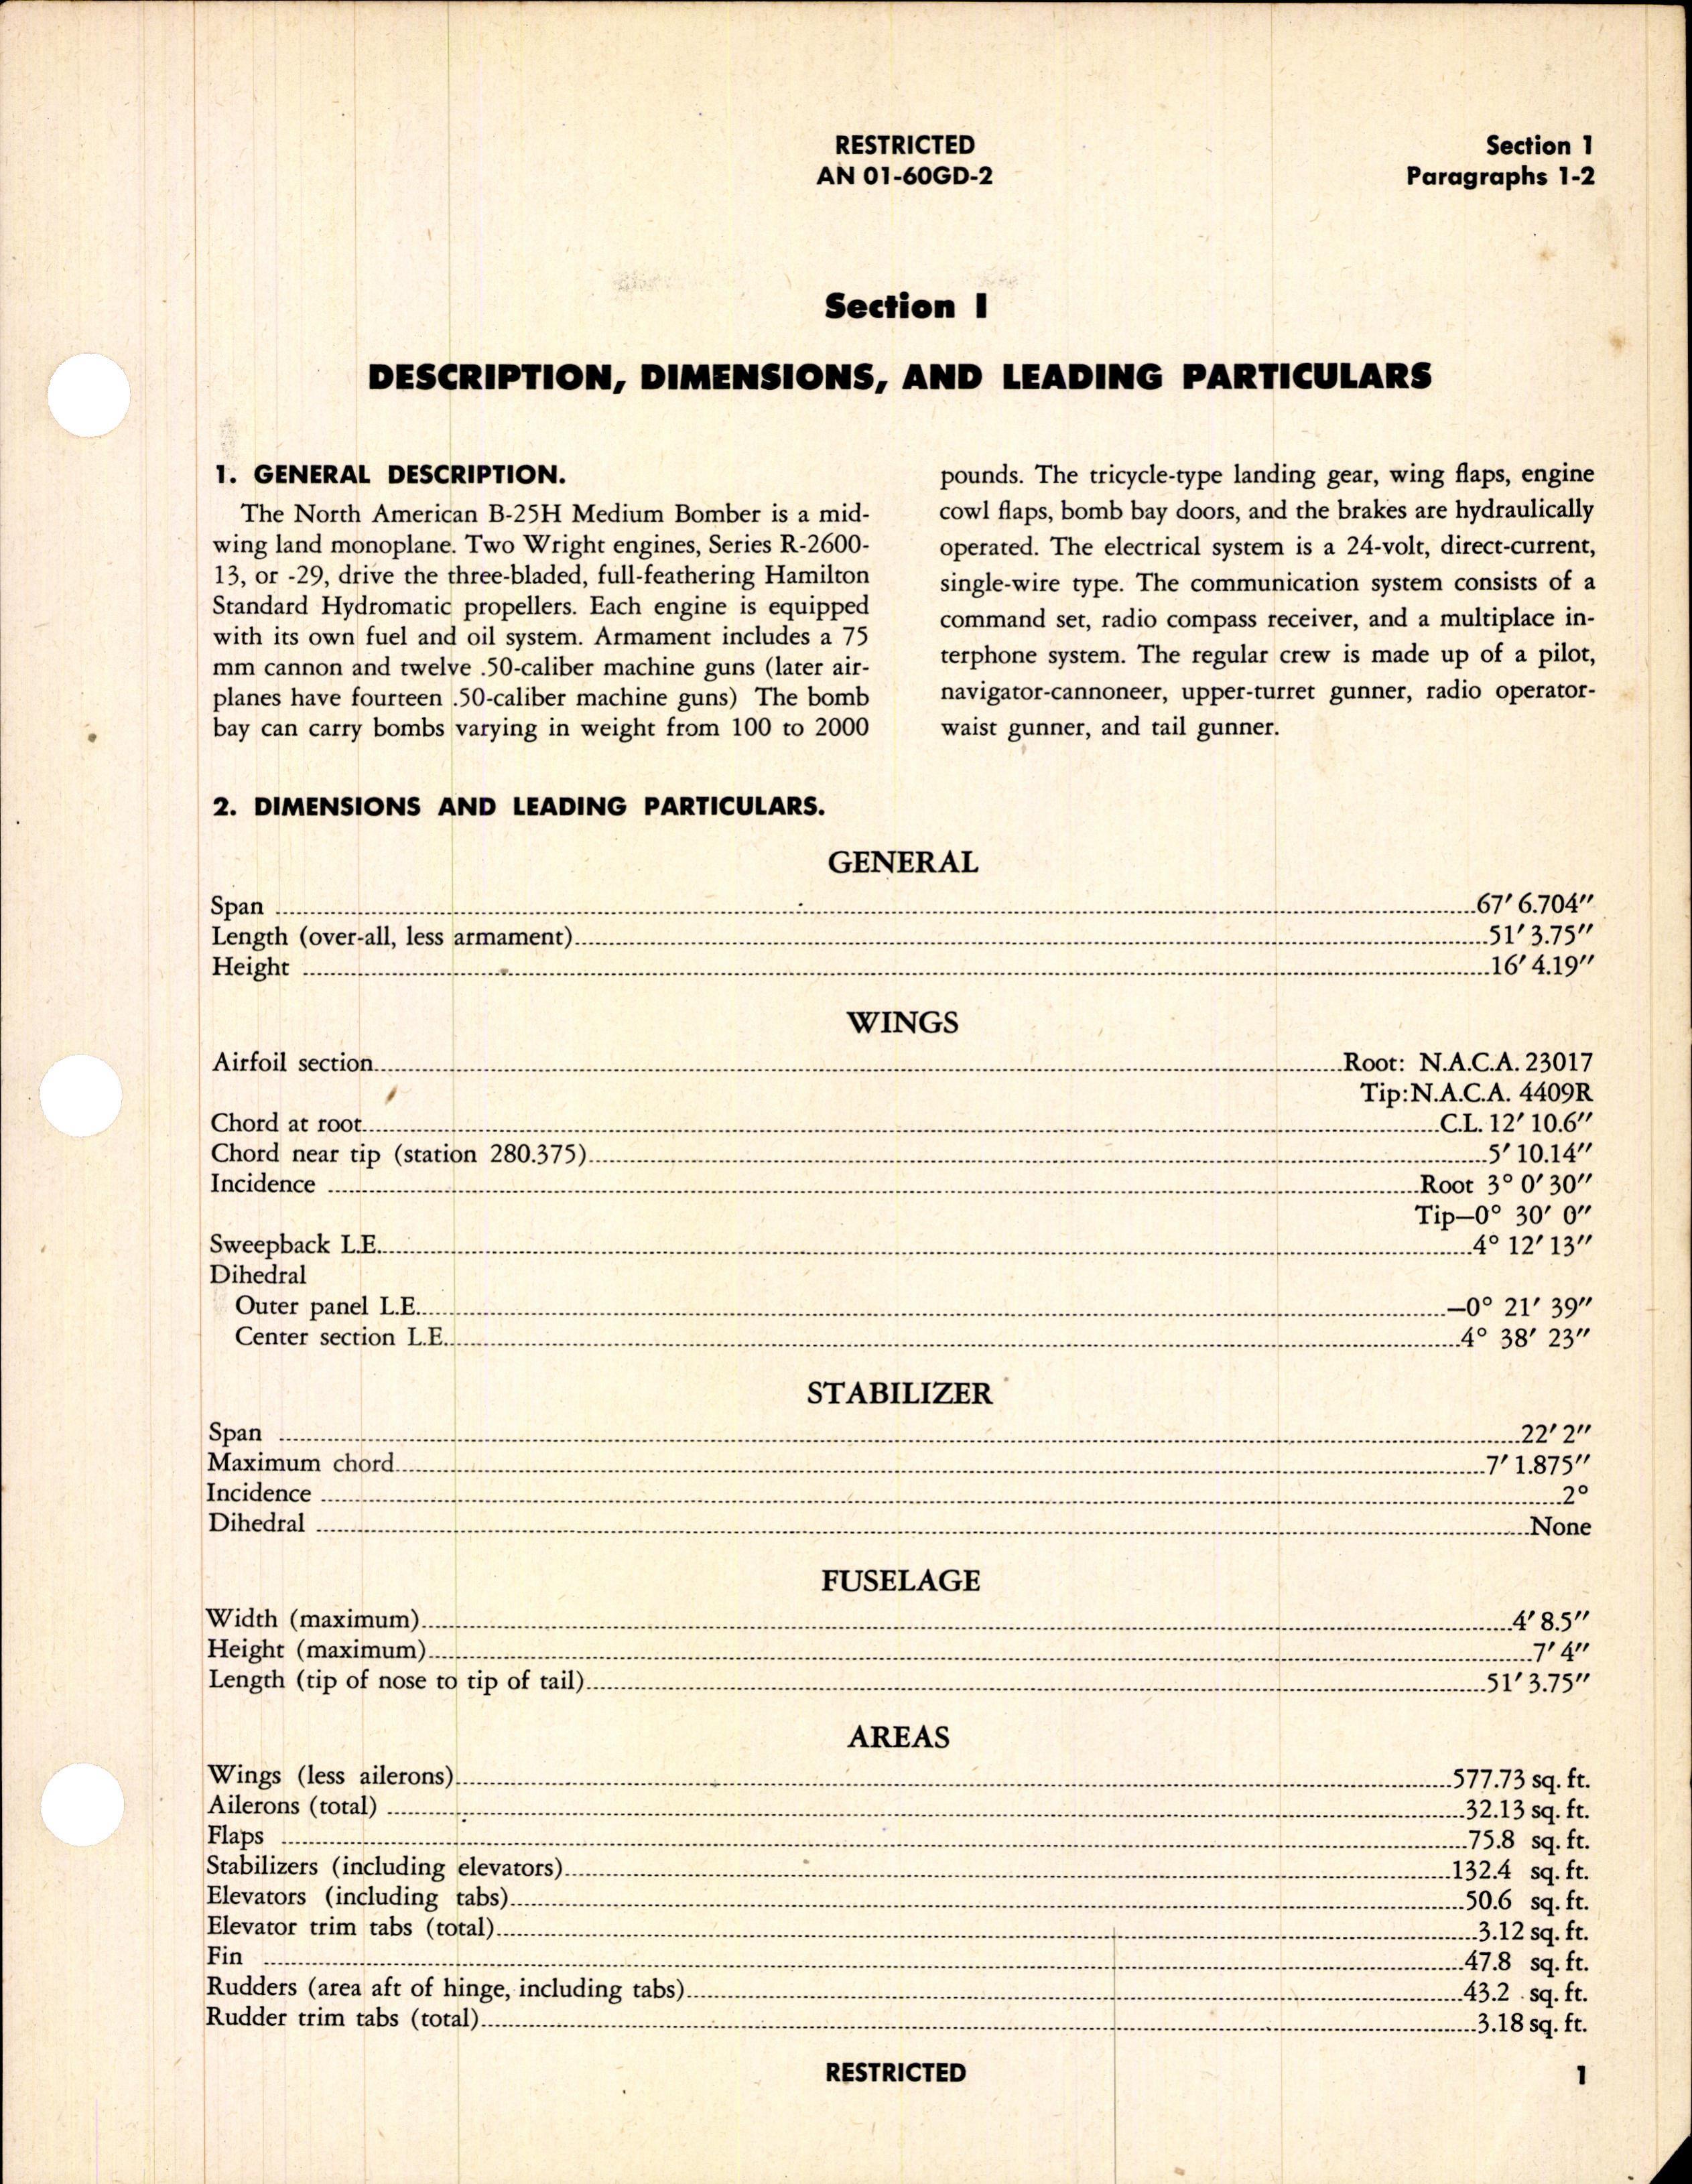 RESTRICTED
AN 01-60GD-2
Section 1
Paragraphs 1-2
Section I
DESCRIPTION, DIMENSIONS, AND LEADING PARTICULARS
1. GENERAL DESCRIPTION.
The North American B-25H Medium Bomber is a mid-
wing land monoplane. Two Wright engines, Series R-2600-
13, or -29, drive the three-bladed, full-feathering Hamilton
Standard Hydromatic propellers. Each engine is equipped
with its own fuel and oil system. Armament includes a 75
mm cannon and twelve .50-caliber machine guns (later air-
planes have fourteen .50-caliber machine guns) The bomb
bay can carry bombs varying in weight from 100 to 2000
pounds. The tricycle-type landing gear, wing flaps, engine
cowl flaps, bomb bay doors, and the brakes are hydraulically
operated. The electrical system is a 24-volt, direct-current,
single-wire type. The communication system consists of a
command set, radio compass receiver, and a multiplace in-
terphone system. The regular crew is made up of a pilot,
navigator-cannoneer, upper-turret gunner, radio operator-
waist gunner, and tail gunner.
2. DIMENSIONS AND LEADING PARTICULARS.
GENERAL
Span 67′ 6.704″
Length (over-all, less armament) 51′ 3.75″
Height 16′ 4.19″
WINGS
Airfoil section Root: N.A.C.A. 23017
Tip: N.A.C.A. 4409R
Chord at root C.L. 12′ 10.6″
Chord near tip (station 280.375) 5′ 10.14″
Incidence Root 3° 0′ 30″
Tip—0° 30′ 0″
Sweepback L.E. 4° 12′ 13″
Dihedral
Outer panel L.E. —0° 21′ 39″
Center section L.E. 4° 38′ 23″
STABILIZER
Span 22′ 2″
Maximum chord 7′ 1.875″
Incidence 2°
Dihedral None
FUSELAGE
Width (maximum) 4′ 8.5″
Height (maximum) 7′ 4″
Length (tip of nose to tip of tail) 51′ 3.75″
AREAS
Wings (less ailerons) 577.73 sq. ft.
Ailerons (total) 32.13 sq. ft.
Flaps 75.8 sq. ft.
Stabilizers (including elevators) 132.4 sq. ft.
Elevators (including tabs) 50.6 sq. ft.
Elevator trim tabs (total) 3.12 sq. ft.
Fin 47.8 sq. ft.
Rudders (area aft of hinge, including tabs) 43.2 sq. ft.
Rudder trim tabs (total) 3.18 sq. ft.
RESTRICTED
1